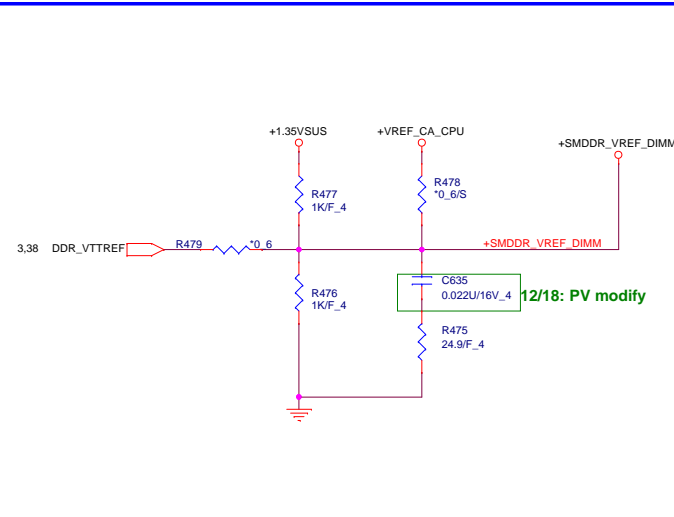 +1.35VSUS
+VREF_CA_CPU
+SMDDR_VREF_DIMM
R477
1K/F_4
R478
*0_6/S
3,38 DDR_VTTREF
R479
*0_6
+SMDDR_VREF_DIMM
R476
1K/F_4
C635
0.022U/16V_4
12/18: PV modify
R475
24.9/F_4